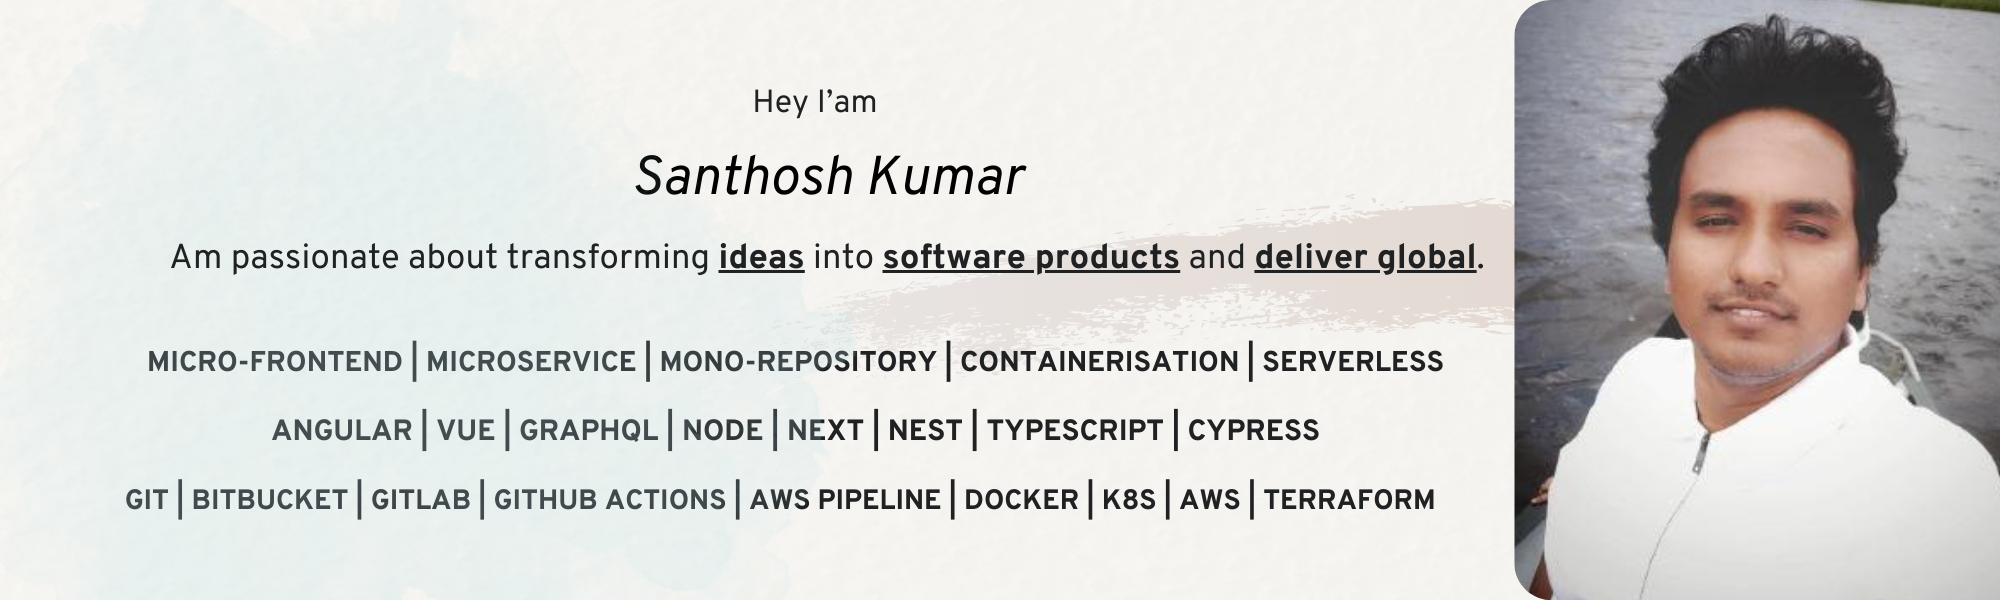 Hey I’am
Santhosh Kumar
Am passionate about transforming ideas into software products and deliver global.
MICRO-FRONTEND | MICROSERVICE | MONO-REPOSITORY | CONTAINERISATION | SERVERLESS
ANGULAR | VUE | GRAPHQL | NODE | NEXT | NEST | TYPESCRIPT | CYPRESS
GIT | BITBUCKET | GITLAB | GITHUB ACTIONS | AWS PIPELINE | DOCKER | K8S | AWS | TERRAFORM